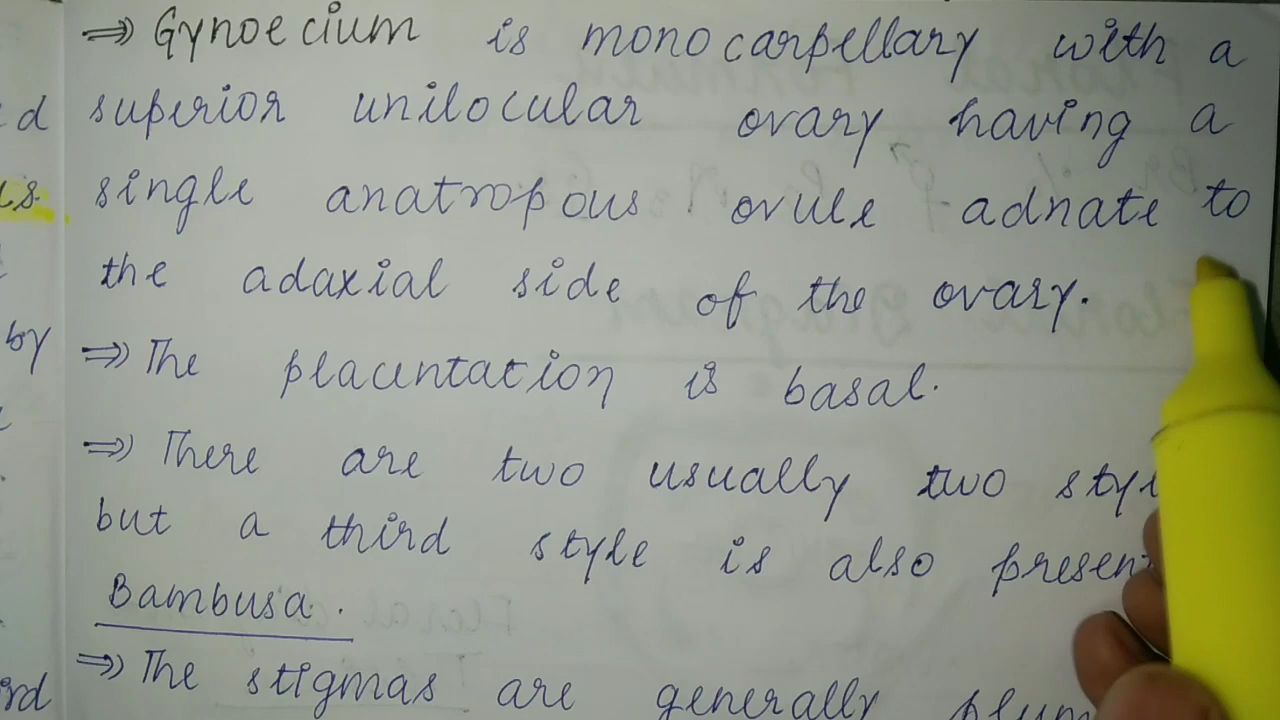 ⇒ Gynoecium is monocarpellary with a
superior unilocular ovary having a
single anatropous ovule adnate to
the adaxial side of the ovary.
by ⇒ The placentation is basal.
⇒ There are two usually two
but a third style is also
Bambusa.
⇒ The stigmas are generally